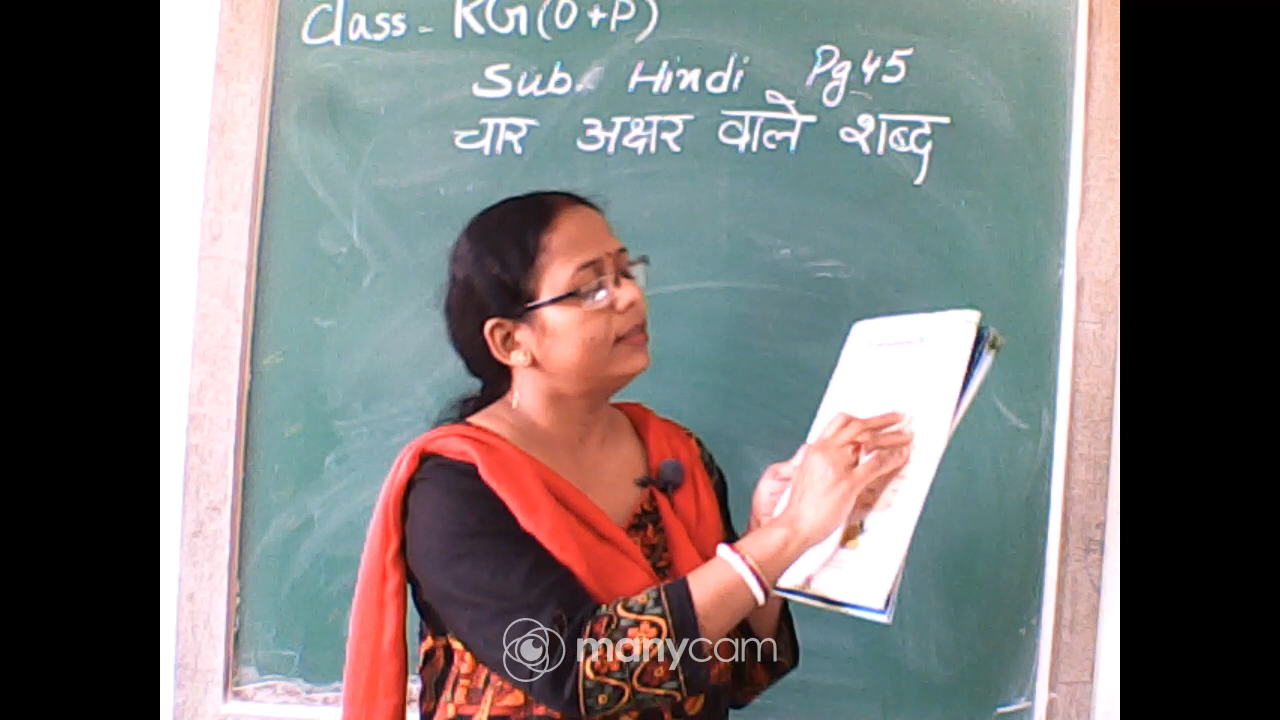 Class - KG (O+P)
Sub. Hindi Pg 45
चार अक्षर वाले शब्द
manycam